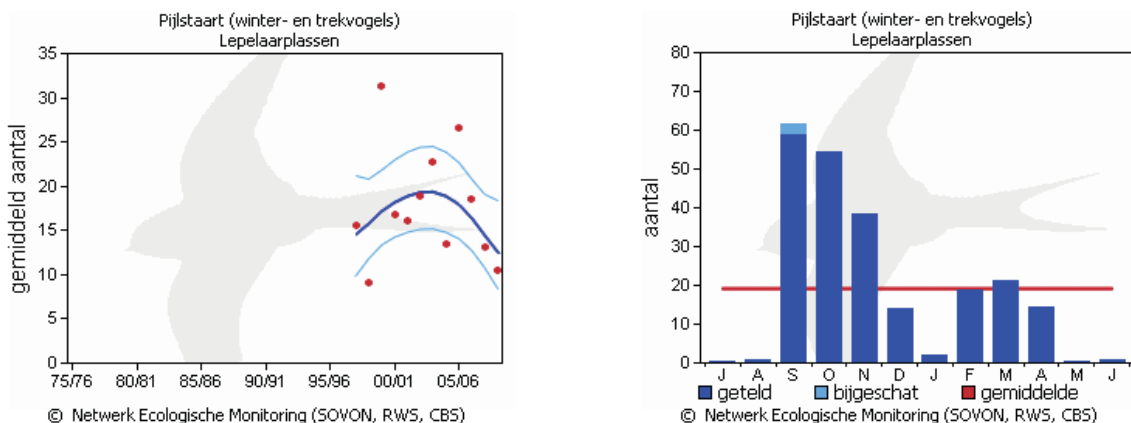 Pijlstaart (winter- en trekvogels)
Lepelaarplassen
gemiddeld aantal
35
30
25
20
15
10
5
0
75/76 80/81 85/86 90/91 95/96 00/01 05/06
© Netwerk Ecologische Monitoring (SOVON, RWS, CBS)
Pijlstaart (winter- en trekvogels)
Lepelaarplassen
aantal
80
70
60
50
40
30
20
10
0
J A S O N D J F M A M J
geteld bijgeschat gemiddelde
© Netwerk Ecologische Monitoring (SOVON, RWS, CBS)